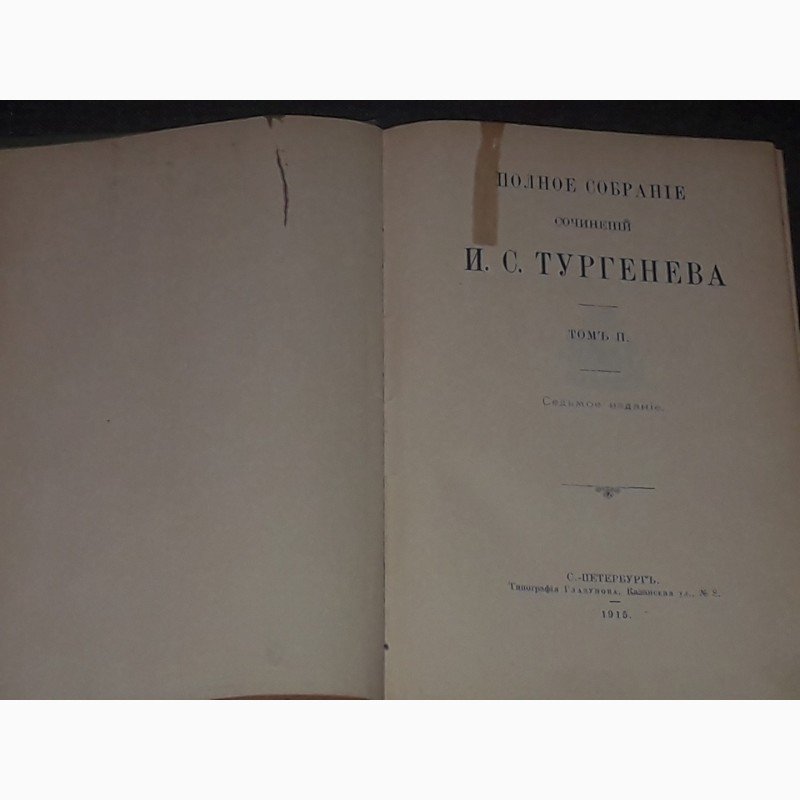 ПОЛНОЕ СОБРАНІЕ
СОЧИНЕНІЙ
И. С. ТУРГЕНЕВА
ТОМЪ II.
Седьмое изданіе.
С.-ПЕТЕРБУРГЪ.
Типографія Глазунова, Казанская ул., № 8.
1915.